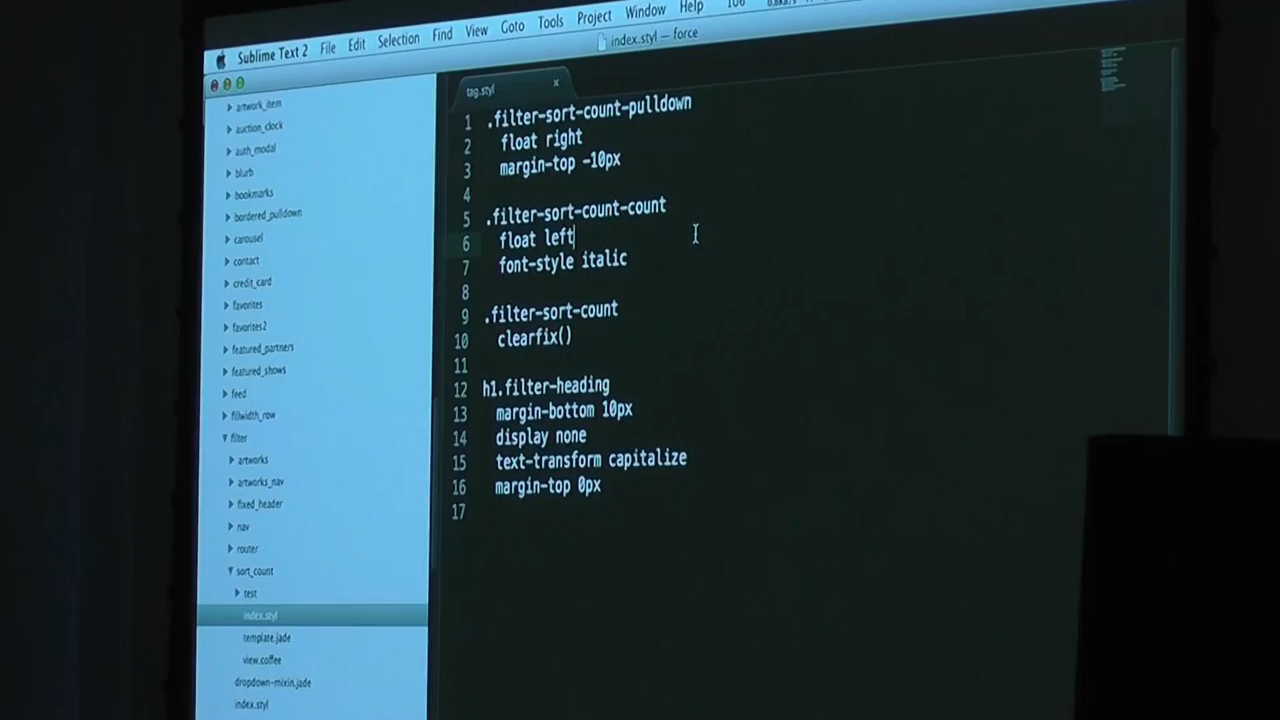 Sublime Text 2 File Edit Selection Find View Goto Tools Project Window Help
index.styl — force
tag.styl
artwork_item
auction_clock
auth_modal
blurb
bookmarks
bordered_pulldown
carousel
contact
credit_card
favorites
favorites2
featured_partners
featured_shows
feed
fillwidth_row
filter
artworks
artworks_nav
fixed_header
nav
router
sort_count
test
index.styl
template.jade
view.coffee
dropdown-mixin.jade
index.styl
1 .filter-sort-count-pulldown
2 float right
3 margin-top -10px
4
5 .filter-sort-count-count
6 float left
7 font-style italic
8
9 .filter-sort-count
10 clearfix()
11
12 h1.filter-heading
13 margin-bottom 10px
14 display none
15 text-transform capitalize
16 margin-top 0px
17